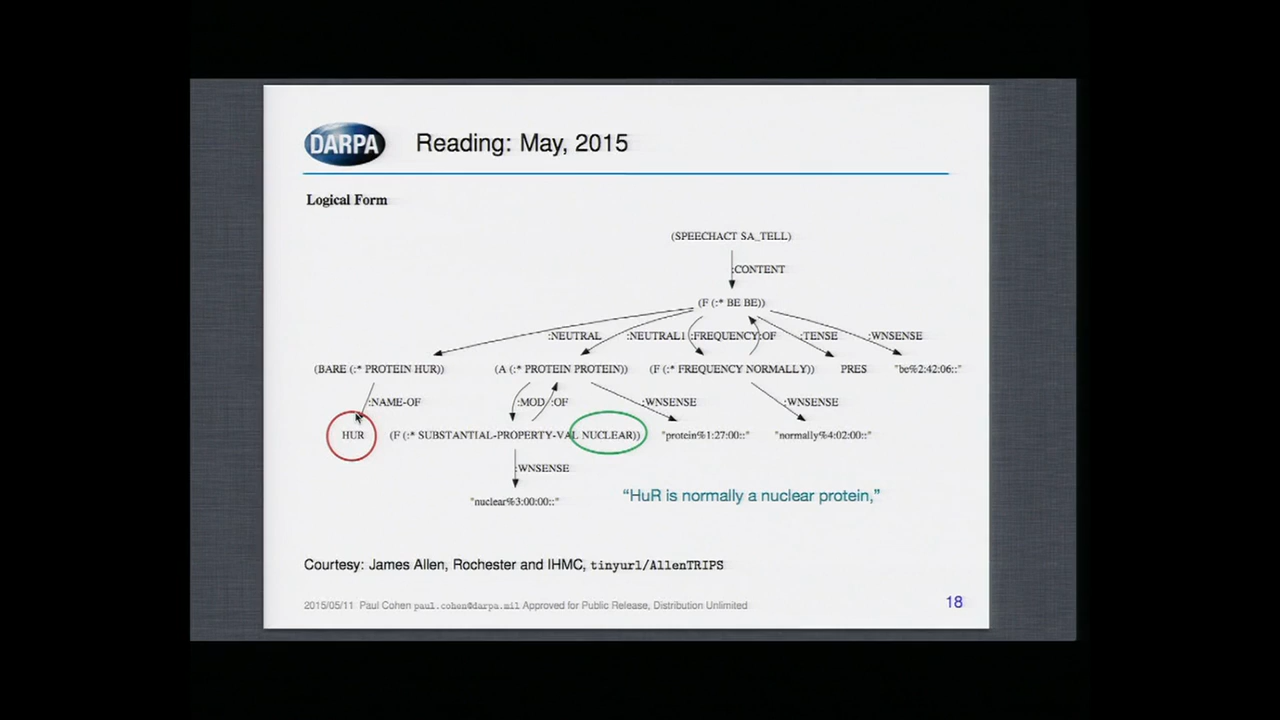 DARPA
Reading: May, 2015
Logical Form
(SPEECHACT SA_TELL)
:CONTENT
(F (:* BE BE))
:NEUTRAL :NEUTRAL1 :FREQUENCY :OF :TENSE :WNSENSE
(BARE (:* PROTEIN HUR)) (A (:* PROTEIN PROTEIN)) (F (:* FREQUENCY NORMALLY)) PRES "be%2:42:06::"
:NAME-OF :MOD :OF :WNSENSE :WNSENSE
HUR (F (:* SUBSTANTIAL-PROPERTY-VAL NUCLEAR)) "protein%1:27:00::" "normally%4:02:00::"
:WNSENSE
"nuclear%3:00:00::" “HuR is normally a nuclear protein,”
Courtesy: James Allen, Rochester and IHMC, tinyurl/AllenTRIPS
2015/05/11 Paul Cohen paul.cohen@darpa.mil Approved for Public Release, Distribution Unlimited
18